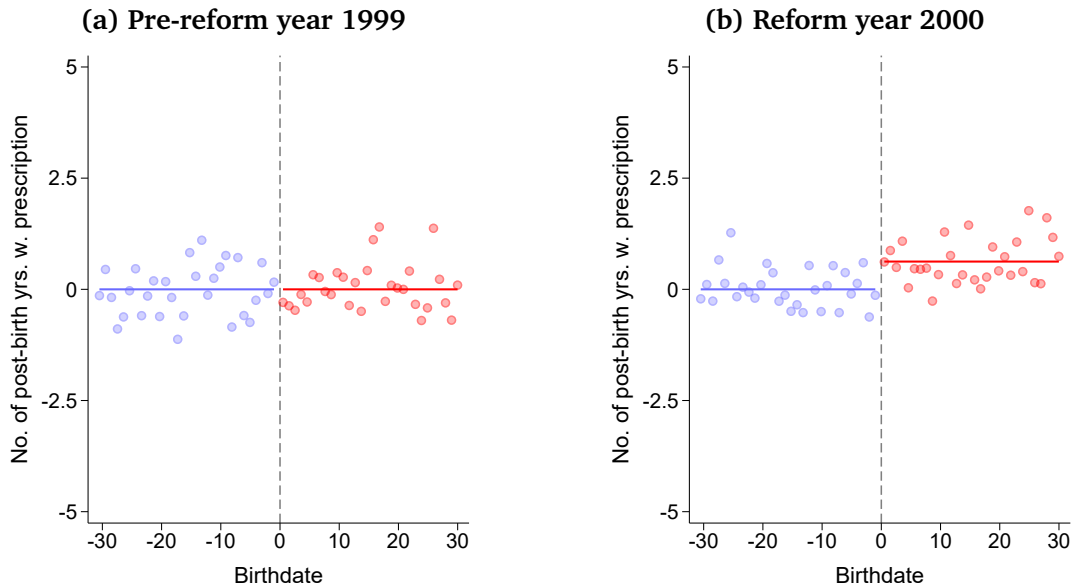 (a) Pre-reform year 1999
No. of post-birth yrs. w. prescription
5
2.5
0
-2.5
-5
-30 -20 -10 0 10 20 30
Birthdate
(b) Reform year 2000
No. of post-birth yrs. w. prescription
5
2.5
0
-2.5
-5
-30 -20 -10 0 10 20 30
Birthdate